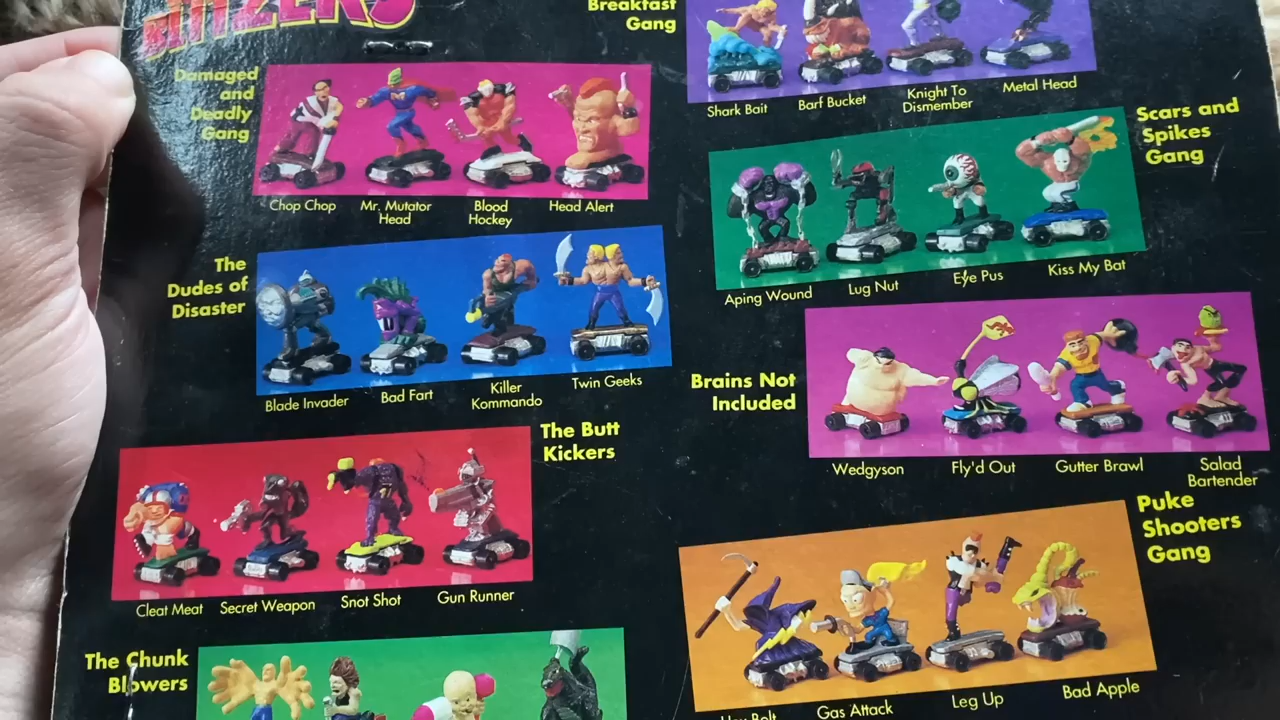 Damaged
and
Deadly
Gang
Chop Chop
Mr. Mutator
Head
Blood
Hockey
Head Alert
The
Dudes of
Disaster
Blade Invader
Bad Fart
Killer
Kommando
Twin Geeks
The Butt
Kickers
Cleat Meat
Secret Weapon
Snot Shot
Gun Runner
The Chunk
Blowers
Breakfast
Gang
Shark Bait
Barf Bucket
Knight To
Dismember
Metal Head
Scars and
Spikes
Gang
Aping Wound
Lug Nut
Eye Pus
Kiss My Bat
Brains Not
Included
Wedgyson
Fly'd Out
Gutter Brawl
Salad
Bartender
Puke
Shooters
Gang
Bolt
Gas Attack
Leg Up
Bad Apple